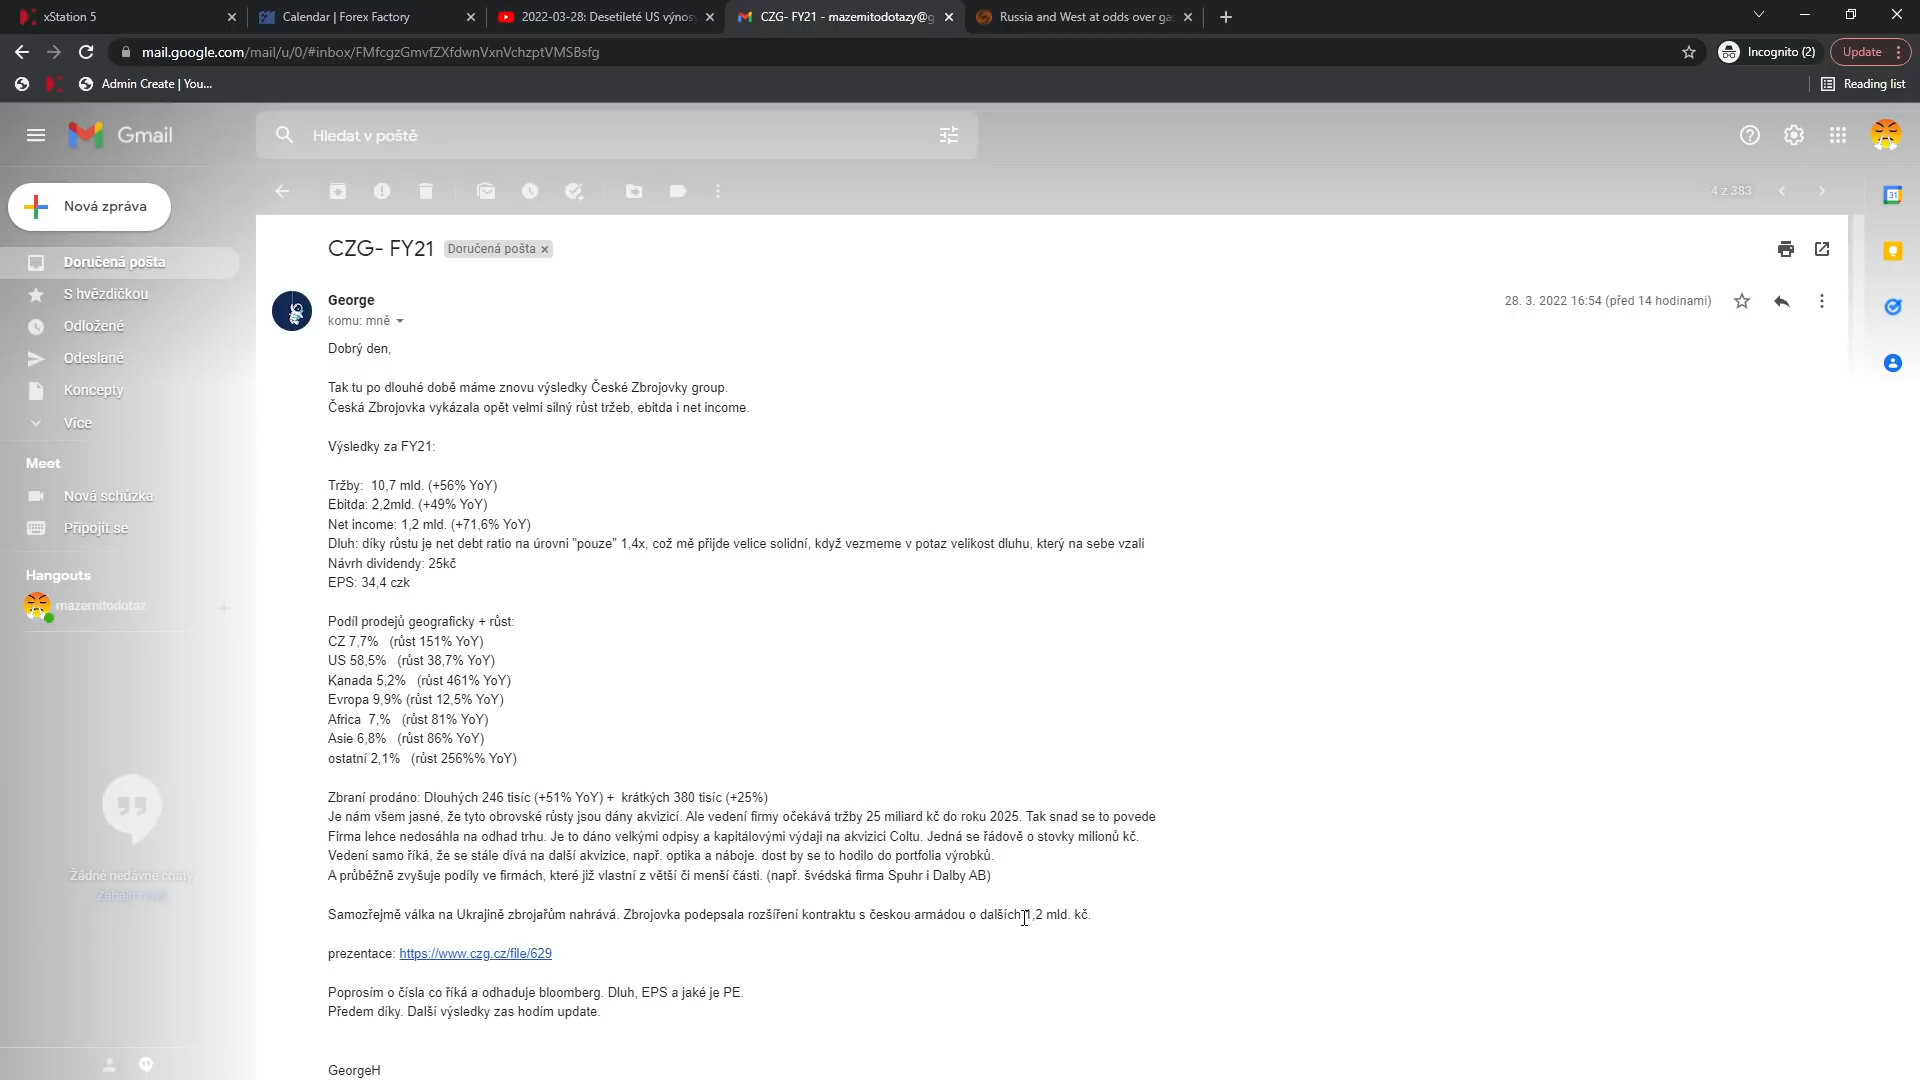 xStation 5
Calendar | Forex Factory
2022-03-28: Desetileté US výnosy
CZG- FY21 - mazemitodotazy@g
Russia and West at odds over ga
mail.google.com/mail/u/0/#inbox/FMfcgzGmvfZXfdwnVxnVchzptVMSBsfg
Incognito (2)
Update
Admin Create | You...
Reading list
Gmail
Hledat v poště
Nová zpráva
4 z 383
Doručená pošta
S hvězdičkou
Odložené
Odeslané
Koncepty
Více
Meet
Nová schůzka
Připojit se
Hangouts
mazemitodotaz
Žádné nedávné chaty
Zahájit nový
CZG- FY21
Doručená pošta ×
George
28. 3. 2022 16:54 (před 14 hodinami)
komu: mně
Dobrý den,
Tak tu po dlouhé době máme znovu výsledky České Zbrojovky group.
Česká Zbrojovka vykázala opět velmi silný růst tržeb, ebitda i net income.
Výsledky za FY21:
Tržby: 10,7 mld. (+56% YoY)
Ebitda: 2,2mld. (+49% YoY)
Net income: 1,2 mld. (+71,6% YoY)
Dluh: díky růstu je net debt ratio na úrovni "pouze" 1,4x, což mě přijde velice solidní, když vezmeme v potaz velikost dluhu, který na sebe vzali
Návrh dividendy: 25kč
EPS: 34,4 czk
Podíl prodejů geograficky + růst:
CZ 7,7% (růst 151% YoY)
US 58,5% (růst 38,7% YoY)
Kanada 5,2% (růst 461% YoY)
Evropa 9,9% (růst 12,5% YoY)
Africa 7,% (růst 81% YoY)
Asie 6,8% (růst 86% YoY)
ostatní 2,1% (růst 256%% YoY)
Zbraní prodáno: Dlouhých 246 tisíc (+51% YoY) + krátkých 380 tisíc (+25%)
Je nám všem jasné, že tyto obrovské růsty jsou dány akvizicí. Ale vedení firmy očekává tržby 25 miliard kč do roku 2025. Tak snad se to povede
Firma lehce nedosáhla na odhad trhu. Je to dáno velkými odpisy a kapitálovými výdaji na akvizici Coltu. Jedná se řádově o stovky milionů kč.
Vedení samo říká, že se stále dívá na další akvizice, např. optika a náboje. dost by se to hodilo do portfolia výrobků.
A průběžně zvyšuje podíly ve firmách, které již vlastní z větší či menší části. (např. švédská firma Spuhr i Dalby AB)
Samozřejmě válka na Ukrajině zbrojařům nahrává. Zbrojovka podepsala rozšíření kontraktu s českou armádou o dalších 1,2 mld. kč.
prezentace: https://www.czg.cz/file/629
Poprosím o čísla co říká a odhaduje bloomberg. Dluh, EPS a jaké je PE.
Předem díky. Další výsledky zas hodím update.
GeorgeH